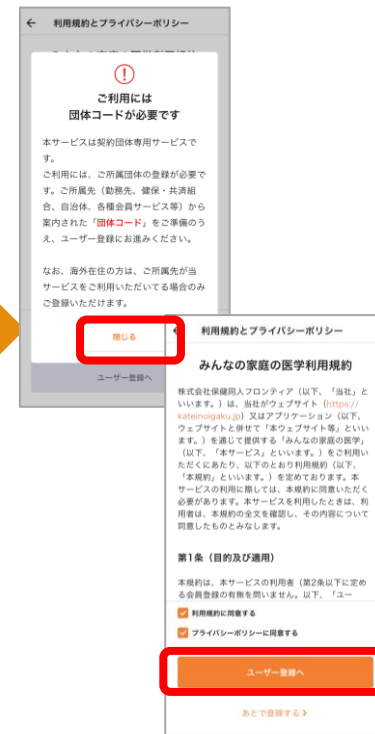 ← 利用規約とプライバシーポリシー
ご利用には
団体コードが必要です
本サービスは契約団体専用サービスで
す。
ご利用には、ご所属団体の登録が必要で
す。ご所属先（勤務先、健保・共済組
合、自治体、各種会員サービス等）から
案内された「団体コード」をご準備のう
え、ユーザー登録にお進みください。
なお、海外在住の方は、ご所属先が当
サービスをご利用いただいてる場合のみ
ご登録いただけます。
閉じる
ユーザー登録へ
利用規約とプライバシーポリシー
みんなの家庭の医学利用規約
株式会社保健同人フロンティア（以下、「当社」と
いいます。）は、当社がウェブサイト（https://
kateinoigaku.jp）又はアプリケーション（以下、
ウェブサイトと併せて「本ウェブサイト等」といい
ます。）を通じて提供する「みんなの家庭の医学」
（以下、「本サービス」といいます。）をご利用い
ただくにあたり、以下のとおり利用規約（以下、
「本規約」といいます。）を定めております。本
サービスの利用に際しては、本規約に同意いただく
必要があります。本サービスを利用したときは、利
用者は、本規約の全文を確認し、その内容について
同意したものとみなします。
第1条（目的及び適用）
本規約は、本サービスの利用者（第2条以下に定め
る会員登録の有無を問いません。以下、「ユー
利用規約に同意する
プライバシーポリシーに同意する
ユーザー登録へ
あとで登録する >